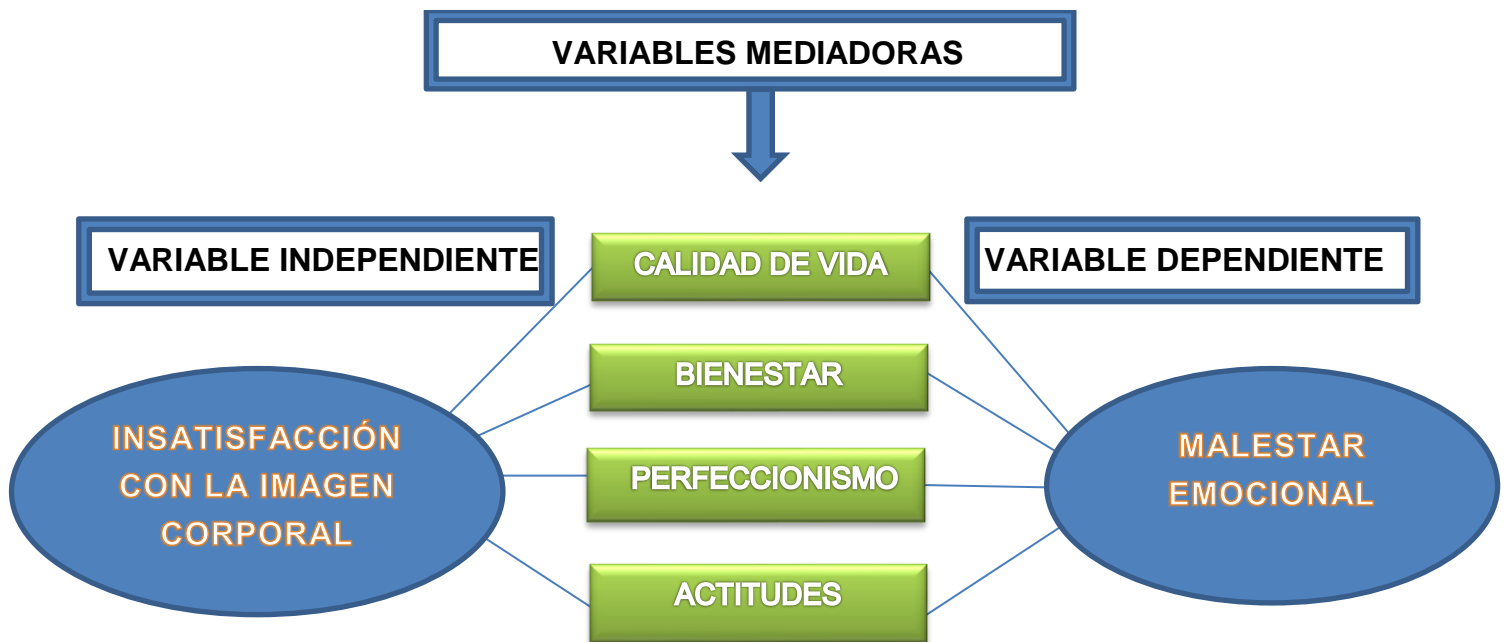 VARIABLES MEDIADORAS
VARIABLE INDEPENDIENTE
CALIDAD DE VIDA
VARIABLE DEPENDIENTE
BIENESTAR
INSATISFACCIÓN
CON LA IMAGEN
CORPORAL
PERFECCIONISMO
MALESTAR
EMOCIONAL
ACTITUDES